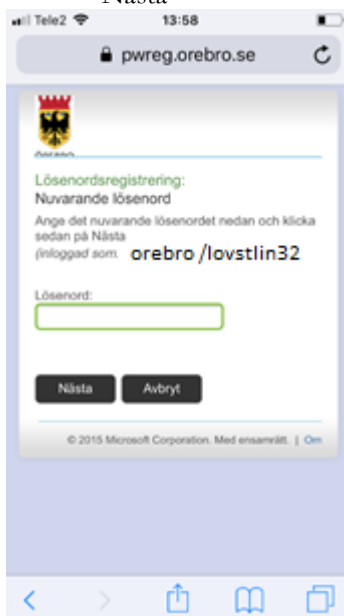 Nästa
Tele2 13:58
pwreg.orebro.se
Lösenordsregistrering:
Nuvarande lösenord
Ange det nuvarande lösenordet nedan och klicka
sedan på Nästa
(inloggad som. orebro/lovstlin32
Lösenord:
Nästa Avbryt
© 2015 Microsoft Corporation. Med ensamrätt. | Om